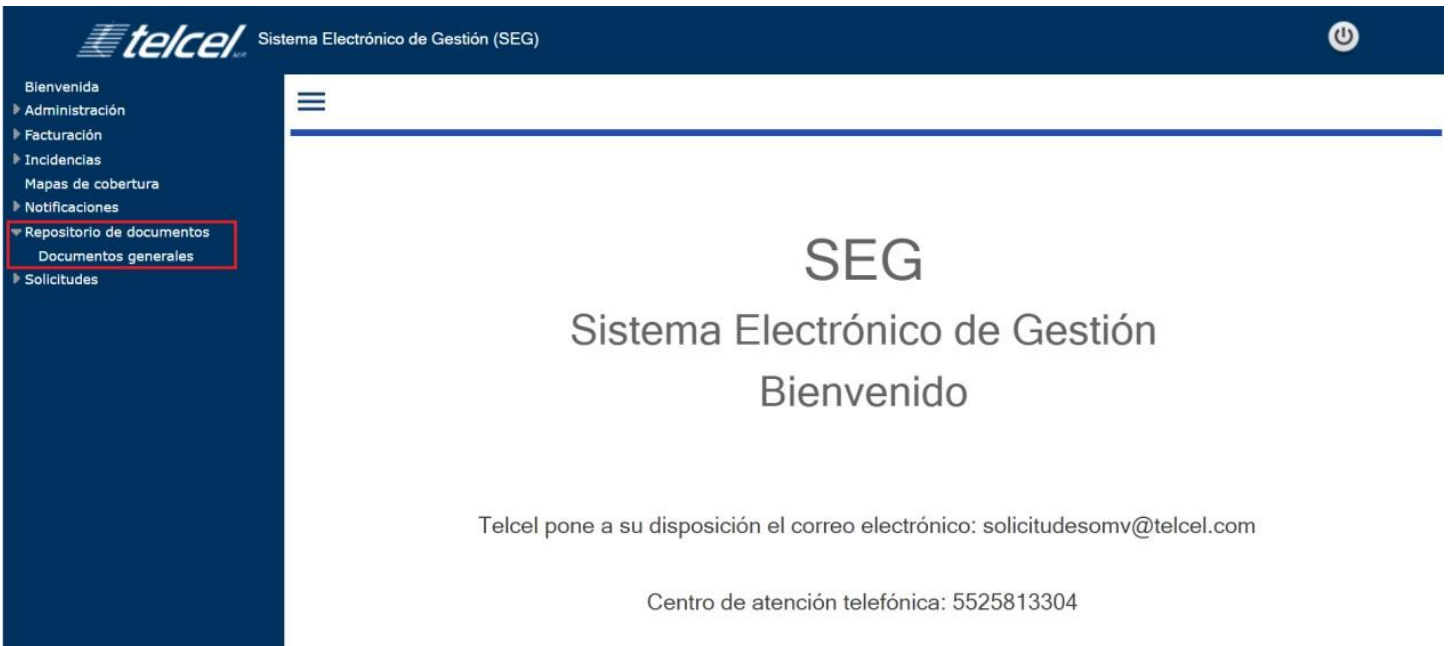 telcel M.R. Sistema Electrónico de Gestión (SEG)
Bienvenida
Administración
Facturación
Incidencias
Mapas de cobertura
Notificaciones
Repositorio de documentos
Documentos generales
Solicitudes
SEG
Sistema Electrónico de Gestión
Bienvenido
Telcel pone a su disposición el correo electrónico: solicitudesomv@telcel.com
Centro de atención telefónica: 5525813304